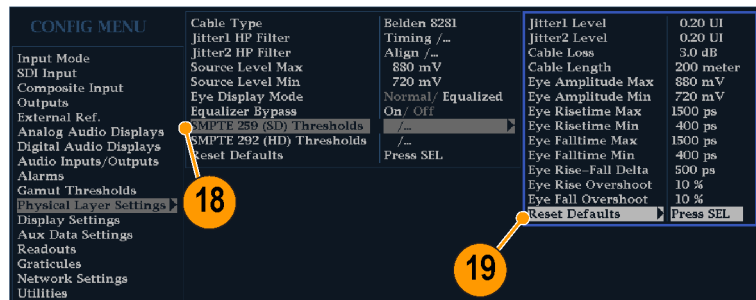 CONFIG MENU
Input Mode
SDI Input
Composite Input
Outputs
External Ref.
Analog Audio Displays
Digital Audio Displays
Audio Inputs/Outputs
Alarms
Gamut Thresholds
Physical Layer Settings
Display Settings
Aux Data Settings
Readouts
Graticules
Network Settings
Utilities
Cable Type Belden 8281
Jitter1 HP Filter Timing /...
Jitter2 HP Filter Align /...
Source Level Max 880 mV
Source Level Min 720 mV
Eye Display Mode Normal/ Equalized
Equalizer Bypass On/ Off
SMPTE 259 (SD) Thresholds /...
SMPTE 292 (HD) Thresholds /...
Reset Defaults Press SEL
18
Jitter1 Level 0.20 UI
Jitter2 Level 0.20 UI
Cable Loss 3.0 dB
Cable Length 200 meter
Eye Amplitude Max 880 mV
Eye Amplitude Min 720 mV
Eye Risetime Max 1500 ps
Eye Risetime Min 400 ps
Eye Falltime Max 1500 ps
Eye Falltime Min 400 ps
Eye Rise-Fall Delta 500 ps
Eye Rise Overshoot 10 %
Eye Fall Overshoot 10 %
Reset Defaults Press SEL
19